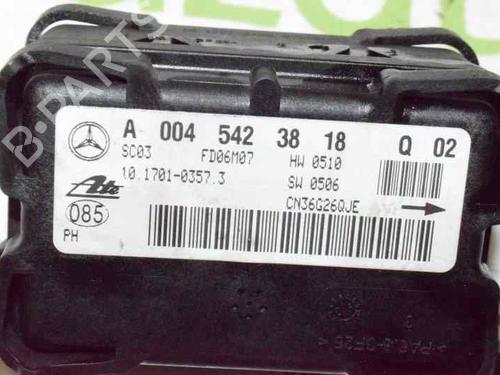 A 004 542 38 18 Q 02
SC03 FD06M07 HW 0510
10.1701-0357.3 SW 0506
Ate CN36G26QJE
085
PH
B-PARTS